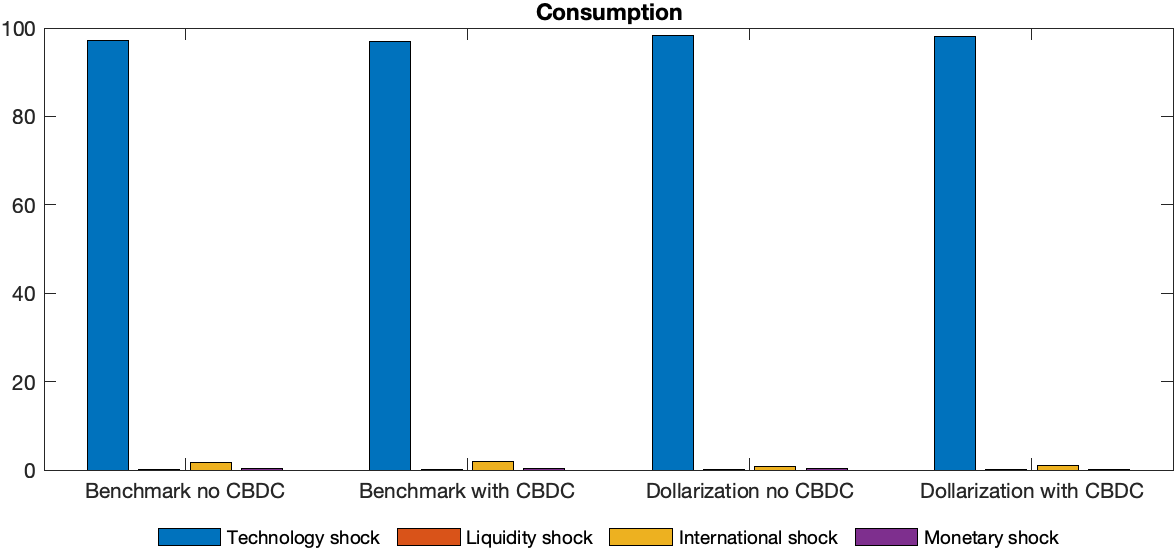 Consumption
100
80
60
40
20
0
Benchmark no CBDC Benchmark with CBDC Dollarization no CBDC Dollarization with CBDC
Technology shock Liquidity shock International shock Monetary shock